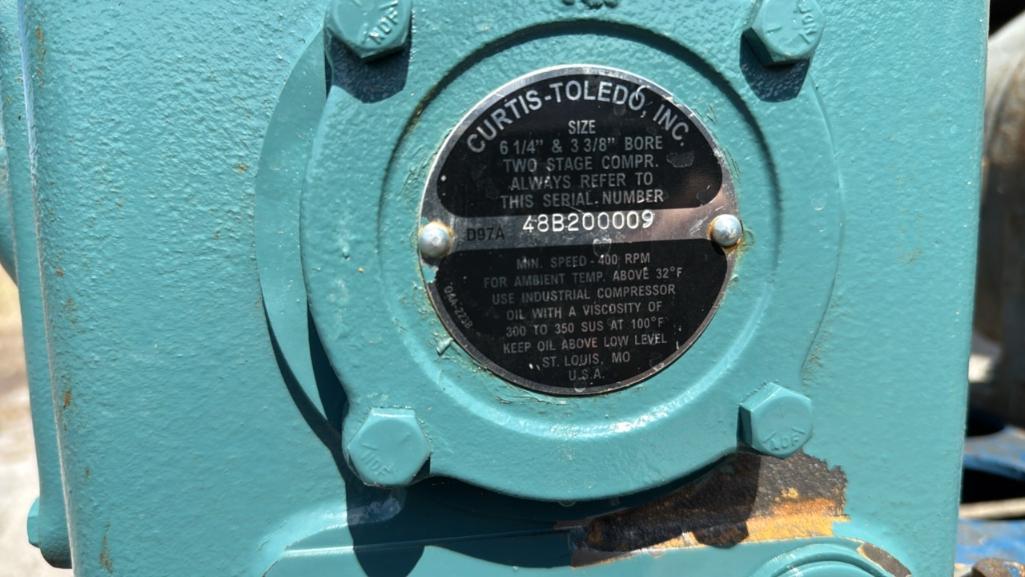 CURTIS-TOLEDO, INC.
SIZE
6 1/4" & 3 3/8" BORE
TWO STAGE COMPR.
ALWAYS REFER TO
THIS SERIAL NUMBER
D97A 48B200009
MIN. SPEED - 400 RPM
FOR AMBIENT TEMP. ABOVE 32°F
USE INDUSTRIAL COMPRESSOR
OIL WITH A VISCOSITY OF
300 TO 350 SUS AT 100°F
KEEP OIL ABOVE LOW LEVEL
ST. LOUIS, MO
U.S.A.